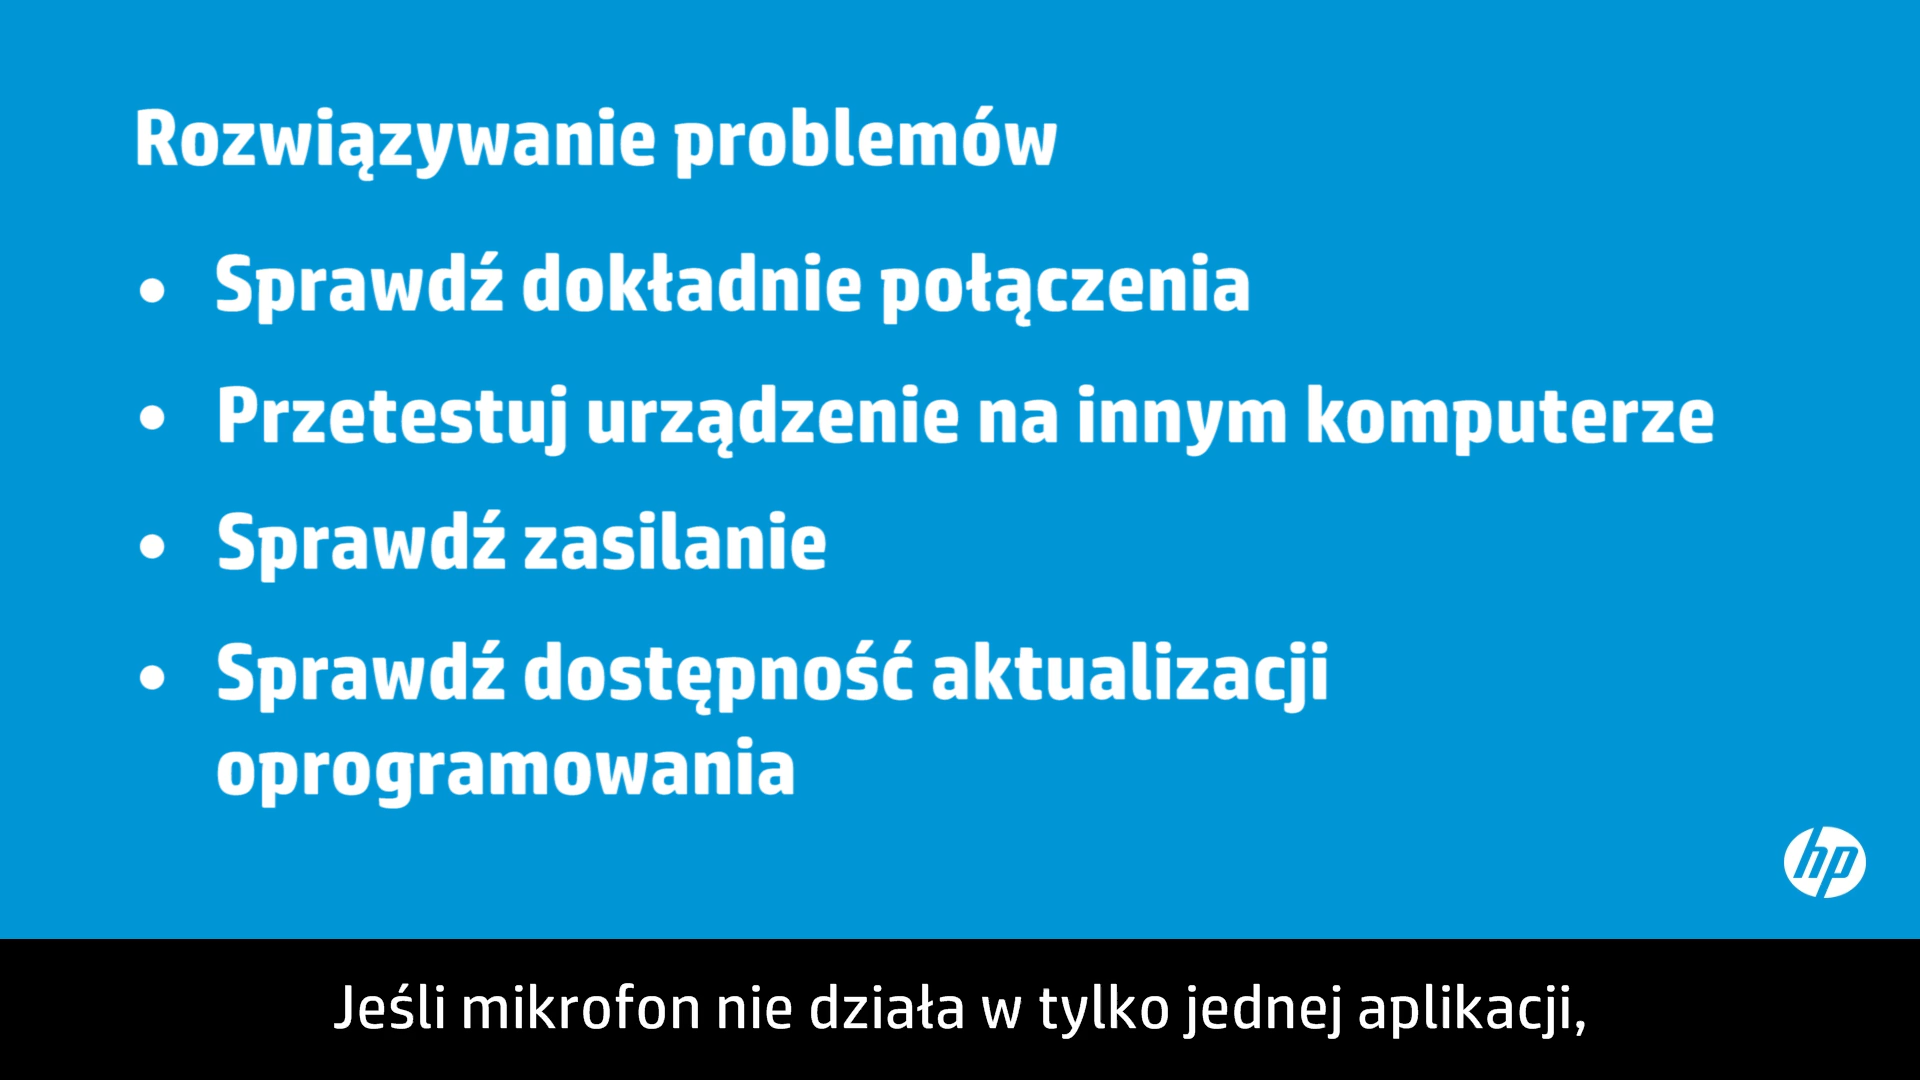 Rozwiązywanie problemów
• Sprawdź dokładnie połączenia
• Przetestuj urządzenie na innym komputerze
• Sprawdź zasilanie
• Sprawdź dostępność aktualizacji
oprogramowania
hp
Jeśli mikrofon nie działa w tylko jednej aplikacji,